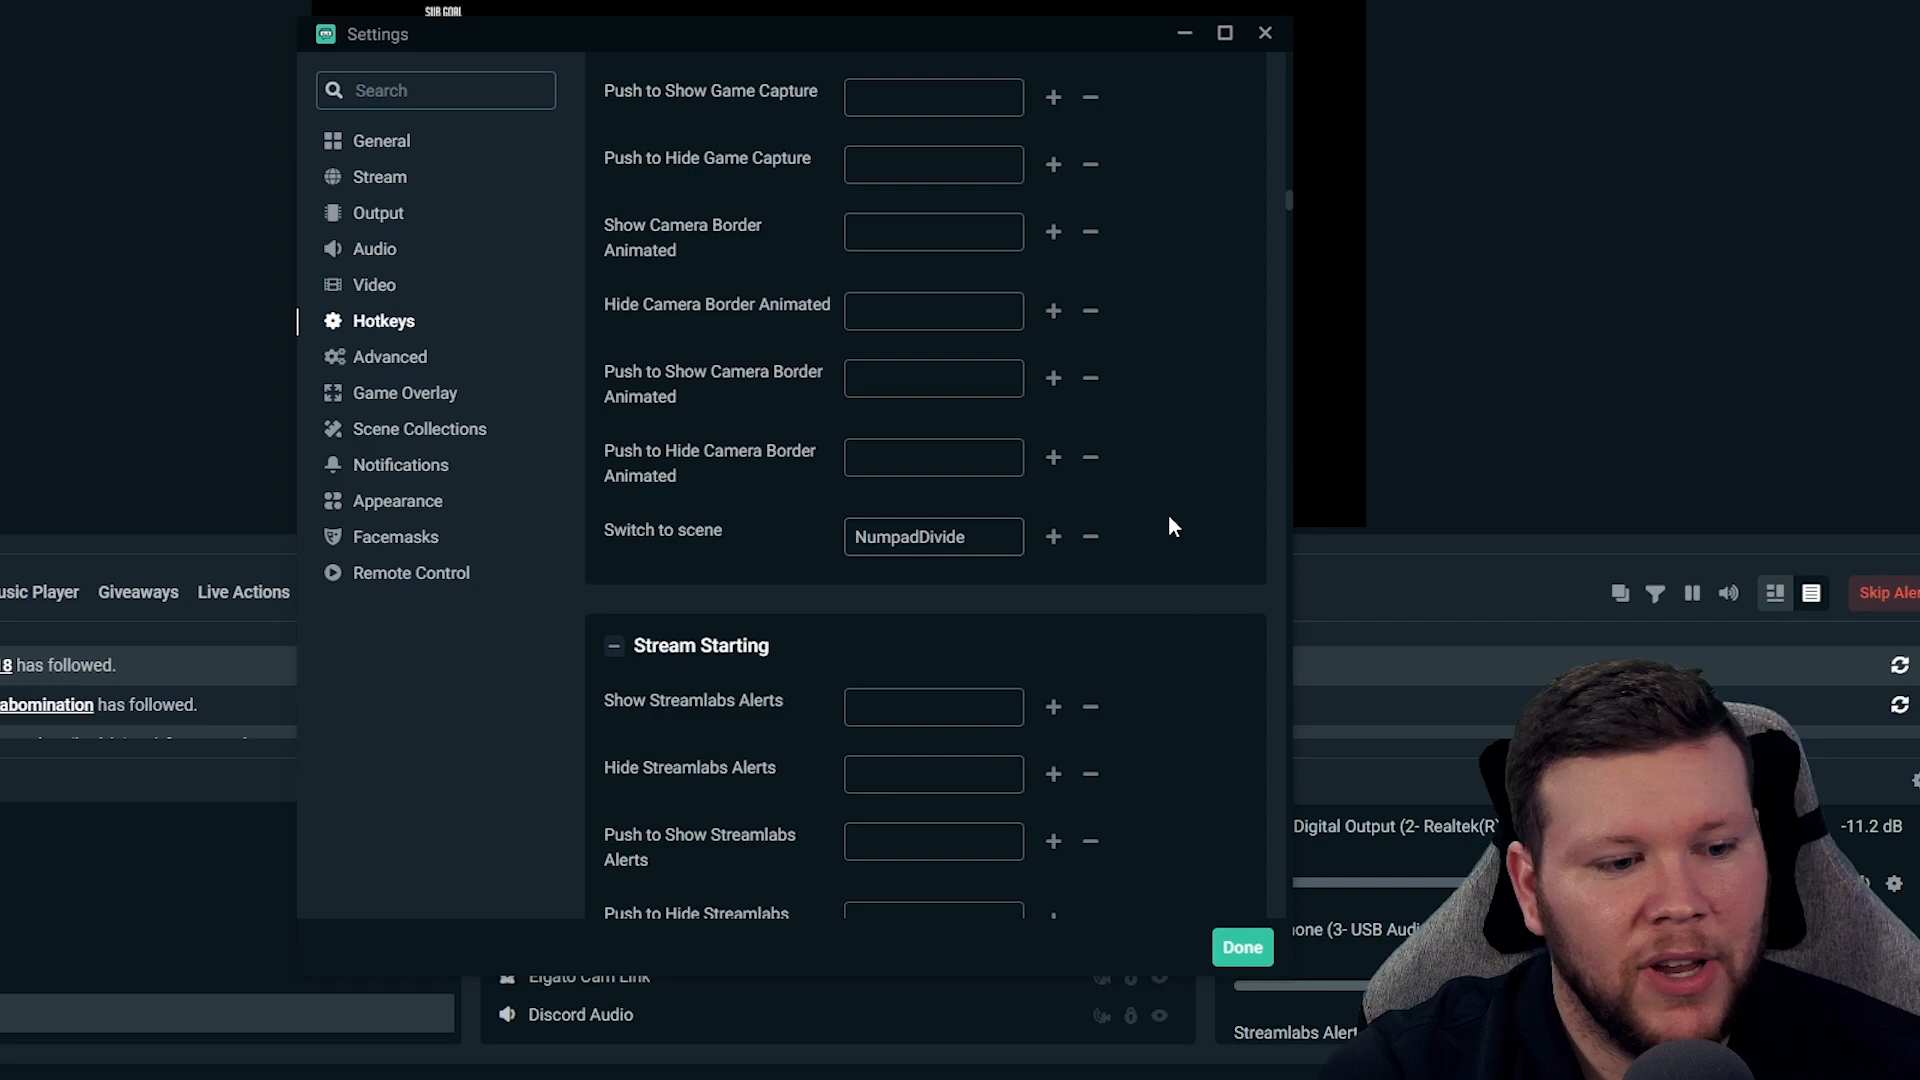 SUB GOAL
Settings
Search
General
Stream
Output
Audio
Video
Hotkeys
Advanced
Game Overlay
Scene Collections
Notifications
Appearance
Facemasks
Remote Control
Push to Show Game Capture
Push to Hide Game Capture
Show Camera Border
Animated
Hide Camera Border Animated
Push to Show Camera Border
Animated
Push to Hide Camera Border
Animated
Switch to scene
NumpadDivide
Stream Starting
Show Streamlabs Alerts
Hide Streamlabs Alerts
Push to Show Streamlabs
Alerts
Push to Hide Streamlabs
Done
usic Player Giveaways Live Actions
8 has followed.
abomination has followed.
Skip Aler
Digital Output (2- Realtek(R)
-11.2 dB
one (3- USB Audi
Elgato Cam Link
Discord Audio
Streamlabs Alert